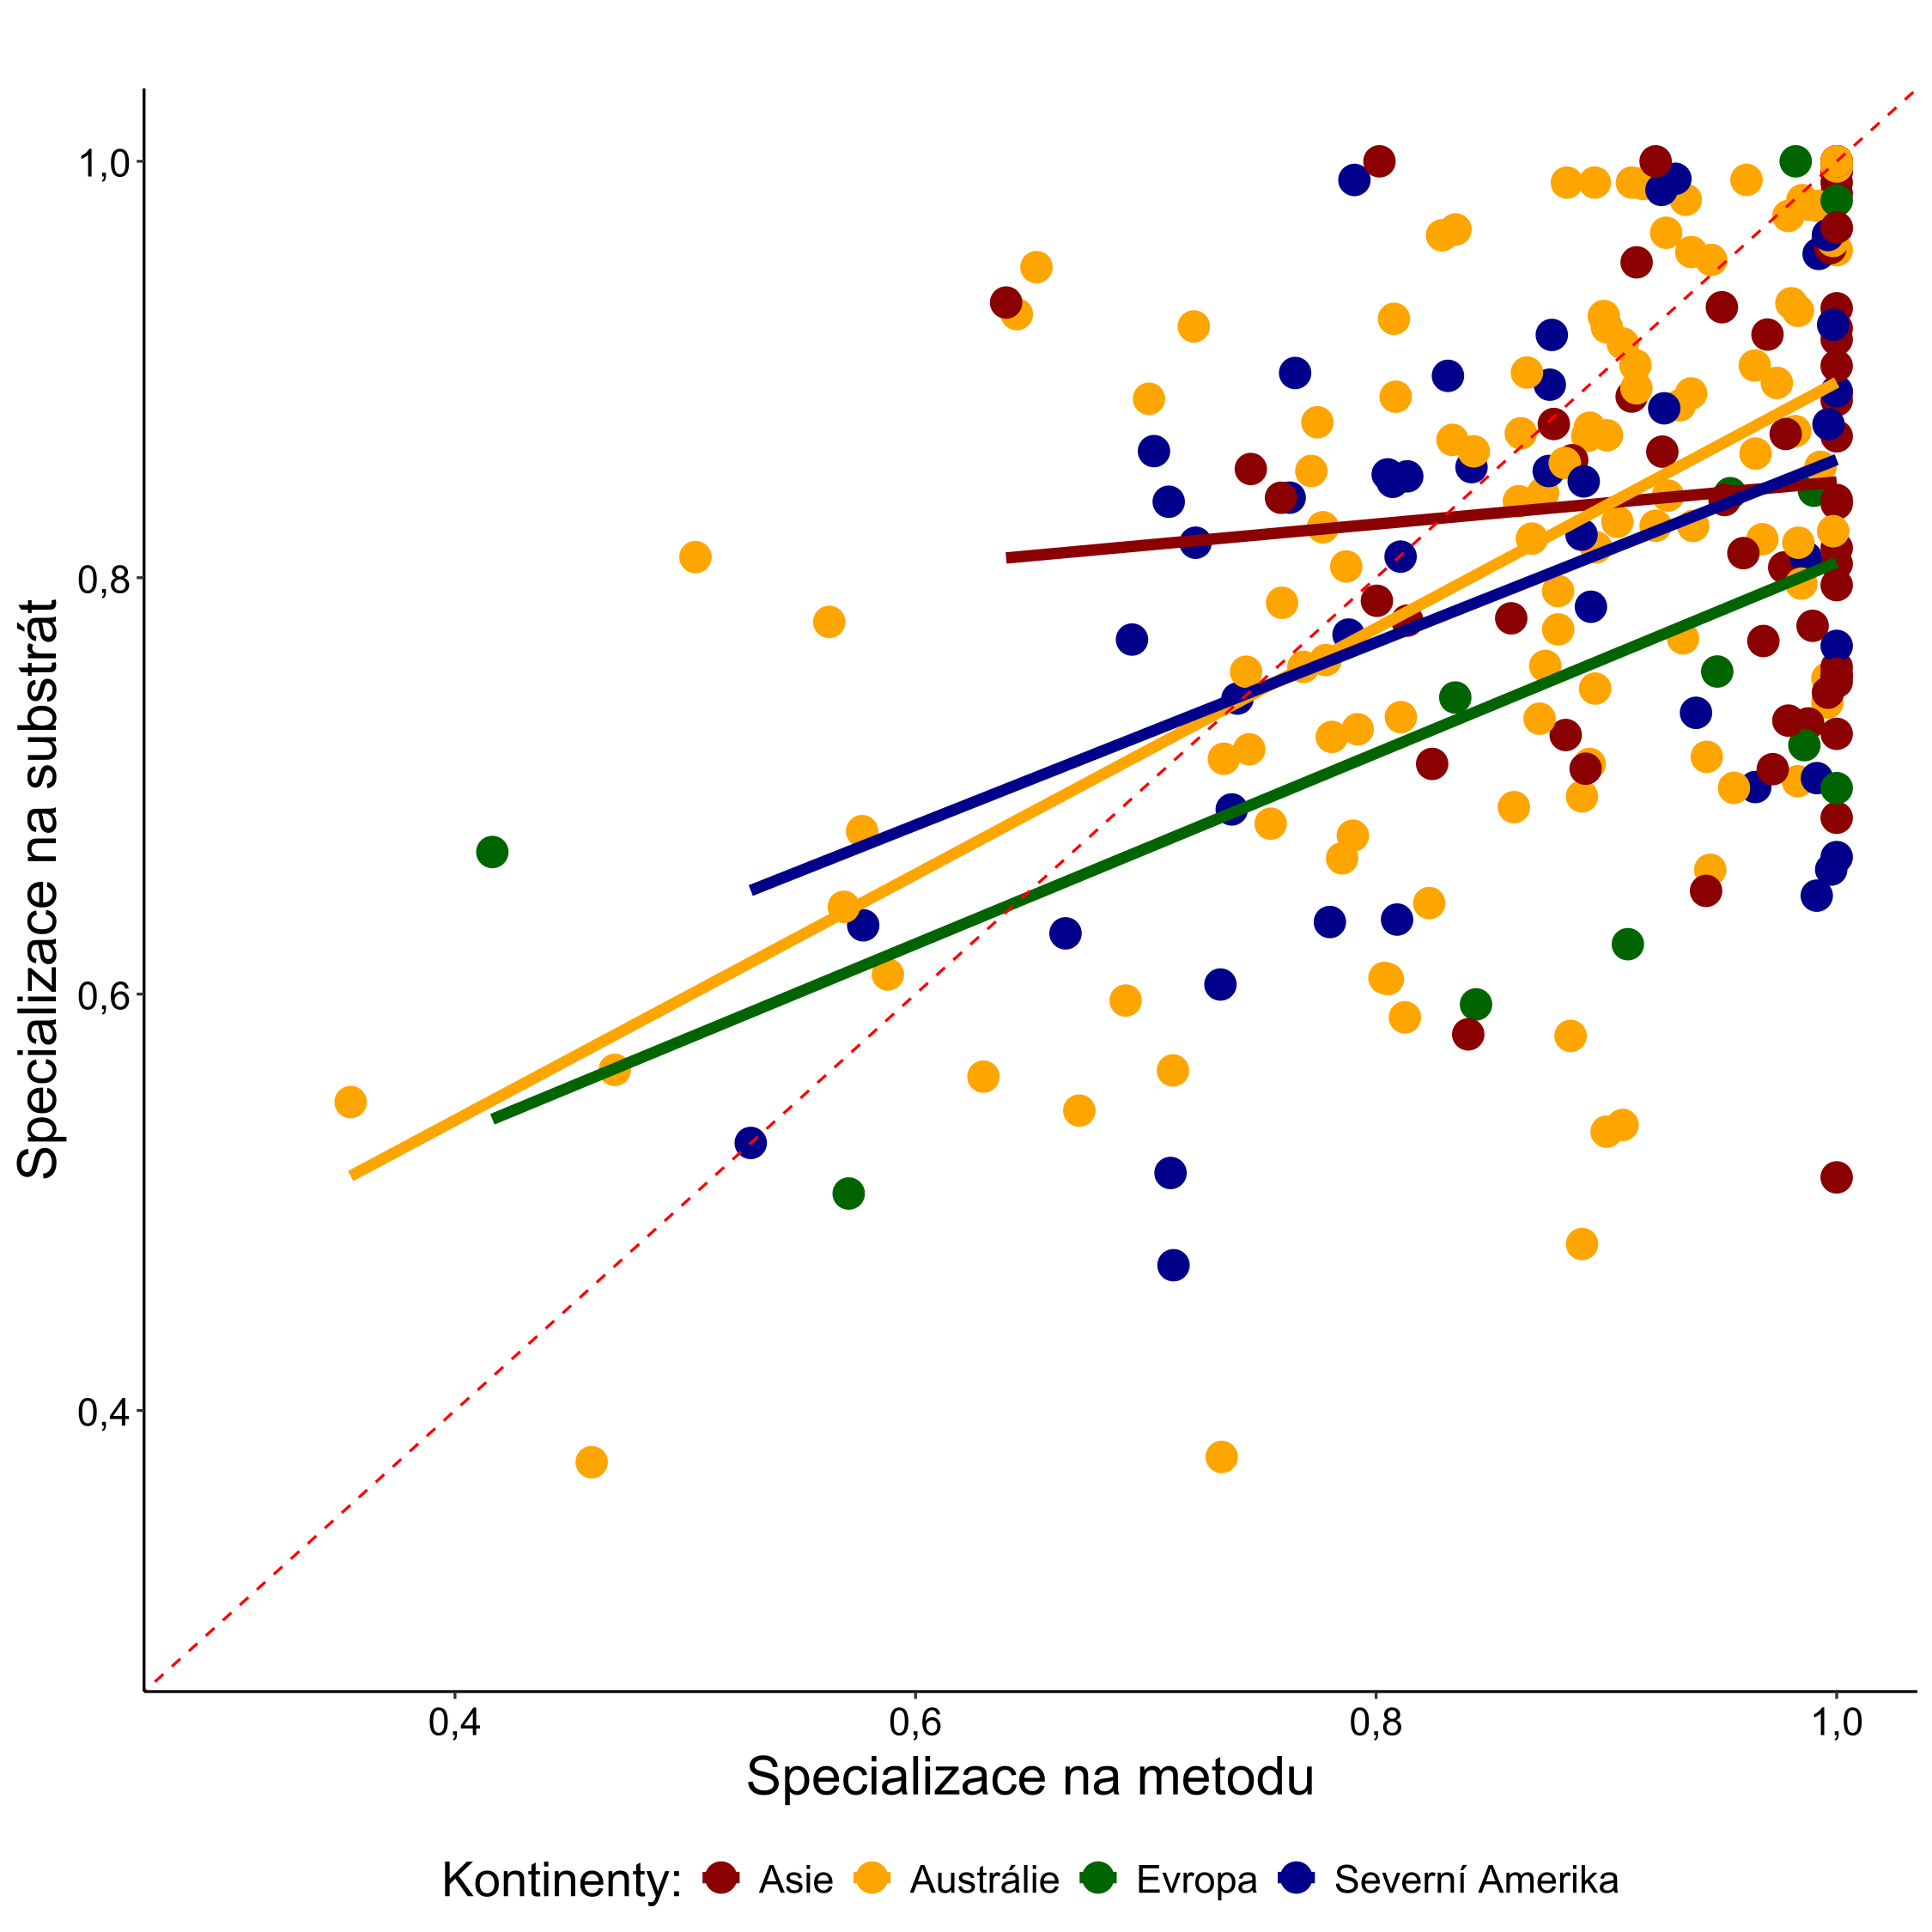 1,0
0,8
0,6
0,4
Specializace na substrát
0,4 0,6 0,8 1,0
Specializace na metodu
Kontinenty: Asie Austrálie Evropa Severní Amerika